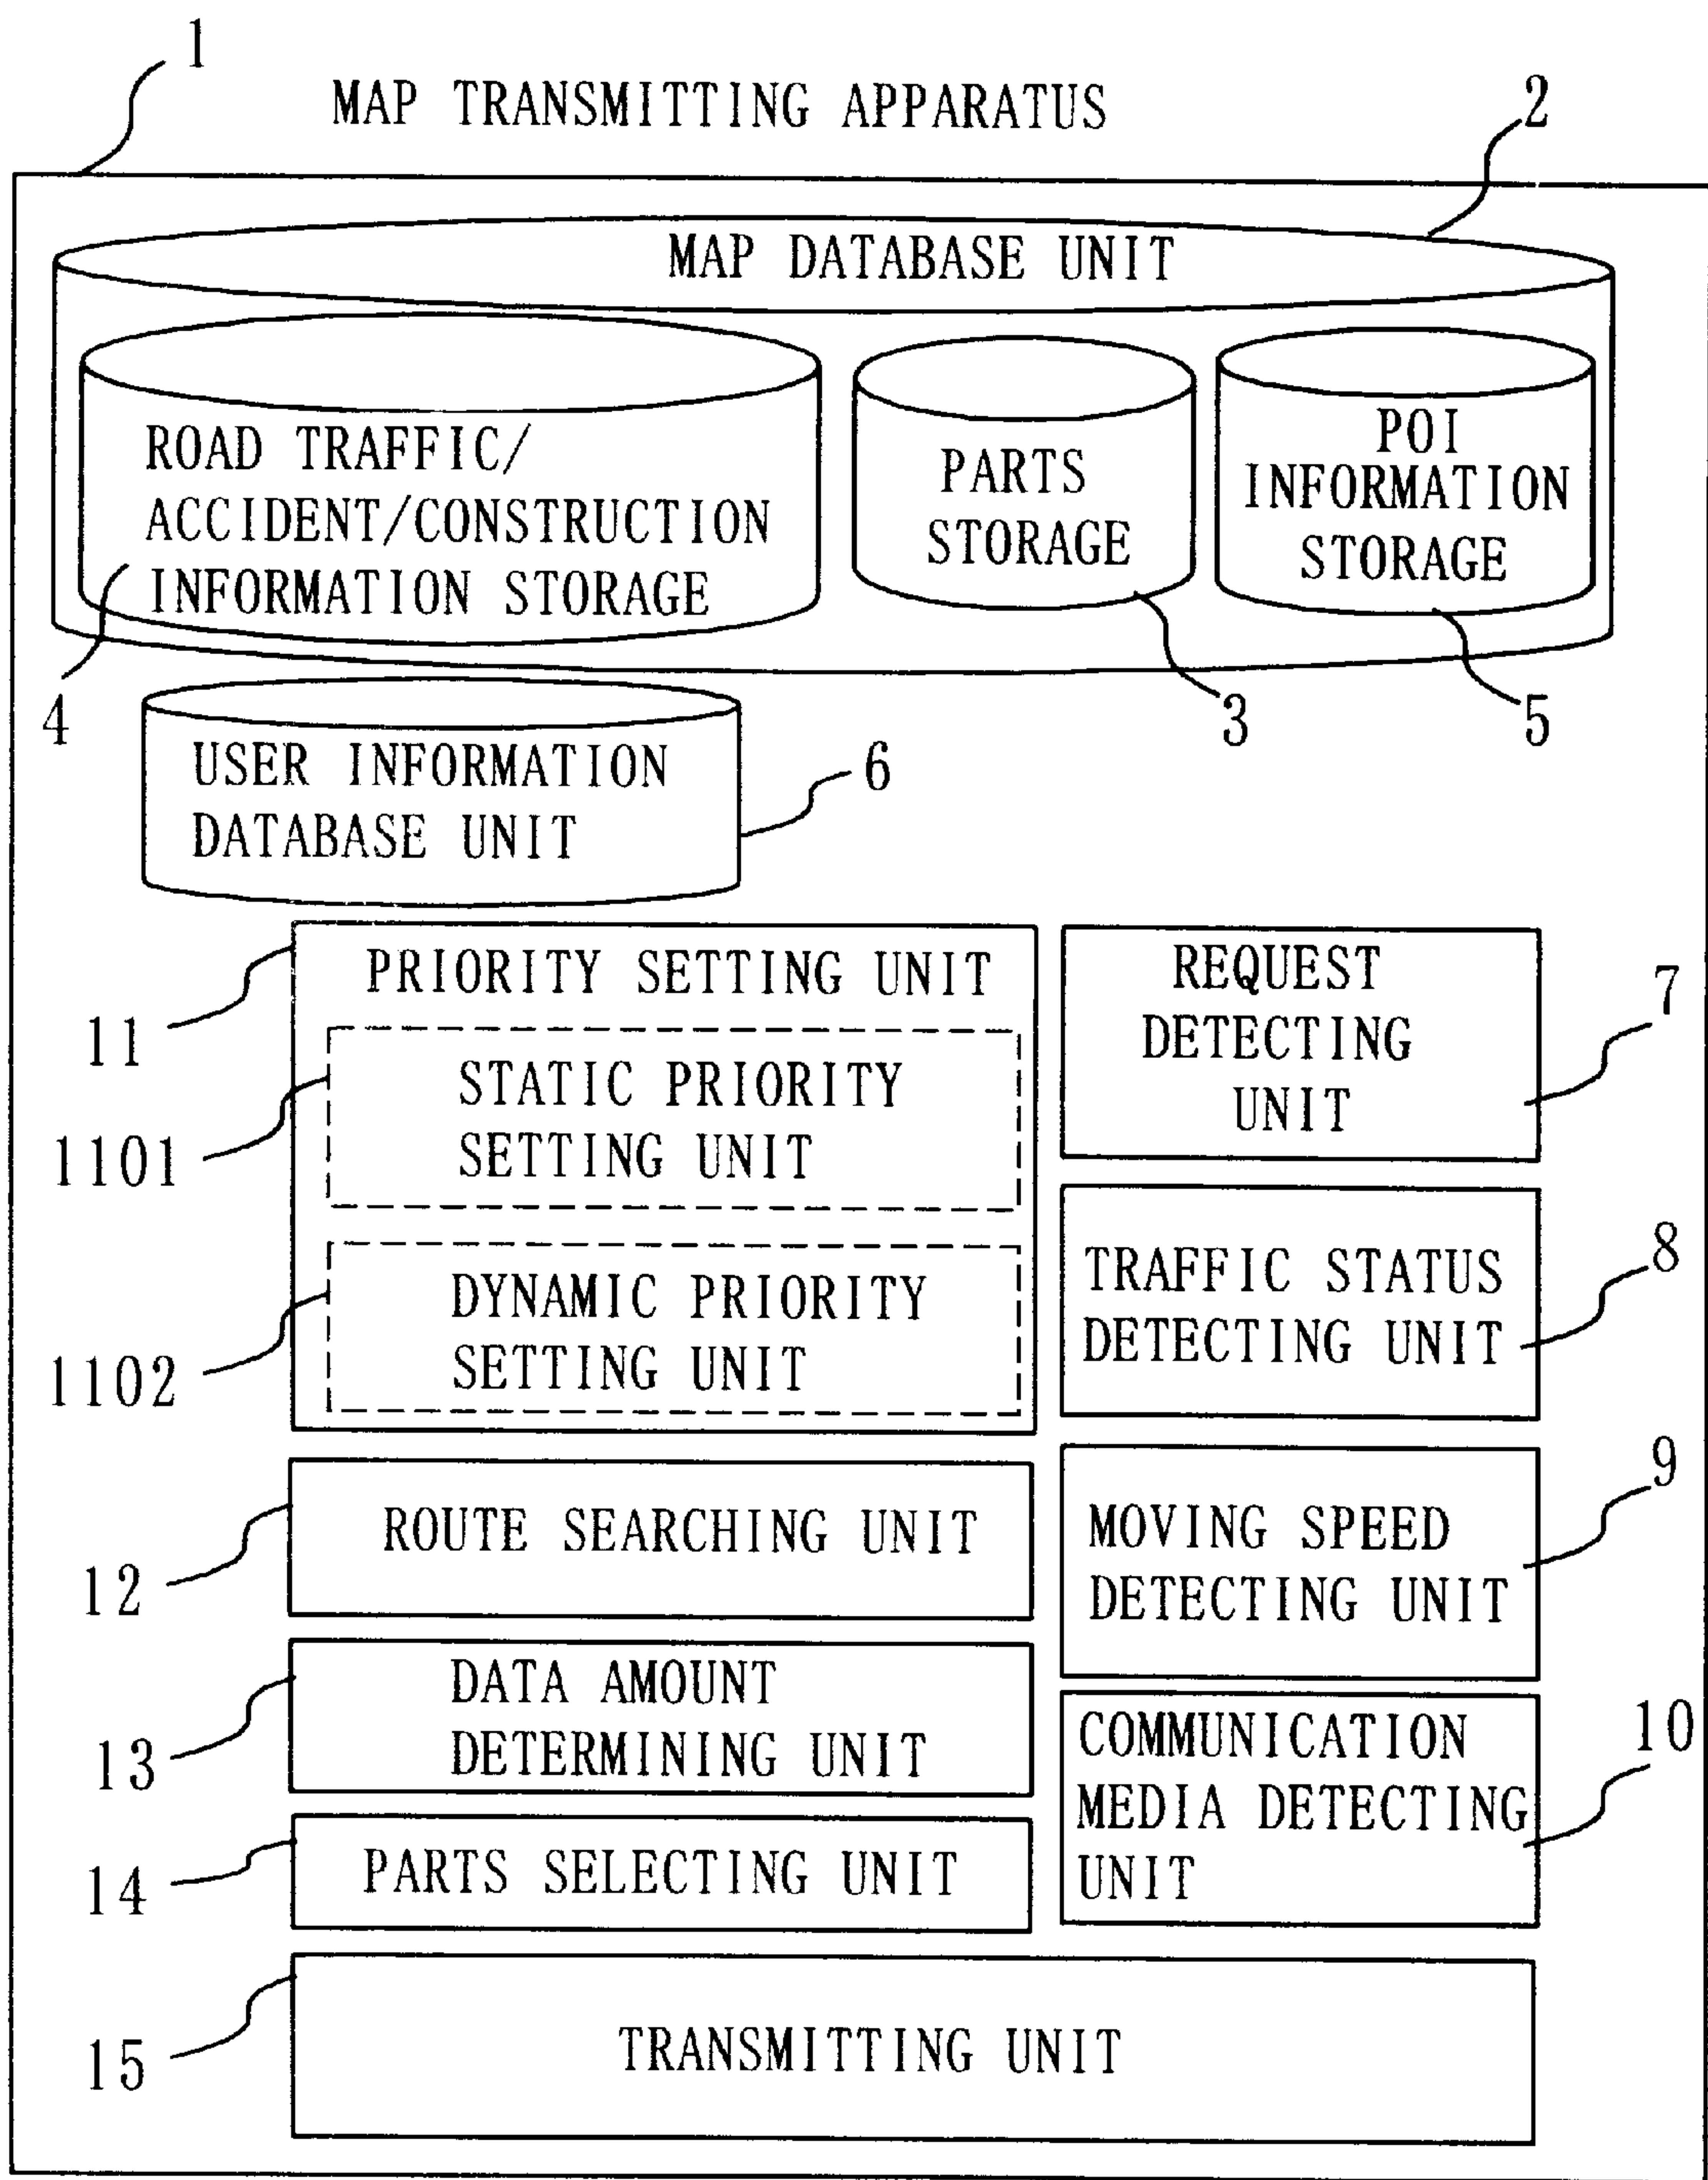 1
MAP TRANSMITTING APPARATUS
2
MAP DATABASE UNIT
ROAD TRAFFIC/
ACCIDENT/CONSTRUCTION
INFORMATION STORAGE
PARTS
STORAGE
POI
INFORMATION
STORAGE
4
3
5
USER INFORMATION
DATABASE UNIT
6
PRIORITY SETTING UNIT
11
STATIC PRIORITY
SETTING UNIT
1101
DYNAMIC PRIORITY
SETTING UNIT
1102
REQUEST
DETECTING
UNIT
7
TRAFFIC STATUS
DETECTING UNIT
8
ROUTE SEARCHING UNIT
12
MOVING SPEED
DETECTING UNIT
9
DATA AMOUNT
DETERMINING UNIT
13
COMMUNICATION
MEDIA DETECTING
UNIT
10
PARTS SELECTING UNIT
14
TRANSMITTING UNIT
15